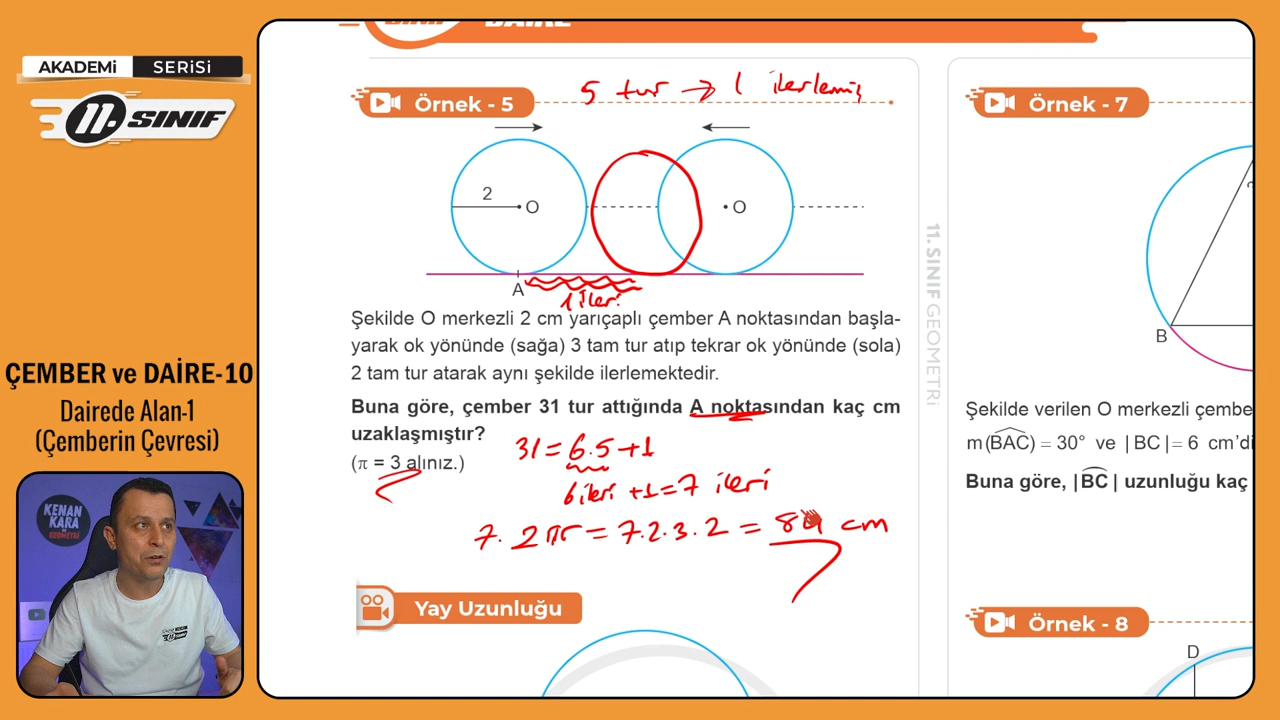 AKADEMİ SERİSİ
11. SINIF
ÇEMBER ve DAİRE-10
Dairede Alan-1
(Çemberin Çevresi)
KENAN
KARA
GEOMETRİ
11.SINIF
SINIF DAİRE
Örnek - 5
5 tur → 1 ilerlemiş
2
O
O
A
1 ileri
Şekilde O merkezli 2 cm yarıçaplı çember A noktasından başla-
yarak ok yönünde (sağa) 3 tam tur atıp tekrar ok yönünde (sola)
2 tam tur atarak aynı şekilde ilerlemektedir.
Buna göre, çember 31 tur attığında A noktasından kaç cm
uzaklaşmıştır?
(π = 3 alınız.)
31 = 6.5 + 1
6 ileri + 1 = 7 ileri
7. 2πr = 7.2.3.2 = 84 cm
Yay Uzunluğu
11. SINIF GEOMETRİ
Örnek - 7
B
Şekilde verilen O merkezli çembe
m(BAC) = 30° ve |BC|= 6 cm'di
Buna göre, |BC| uzunluğu kaç
Örnek - 8
D